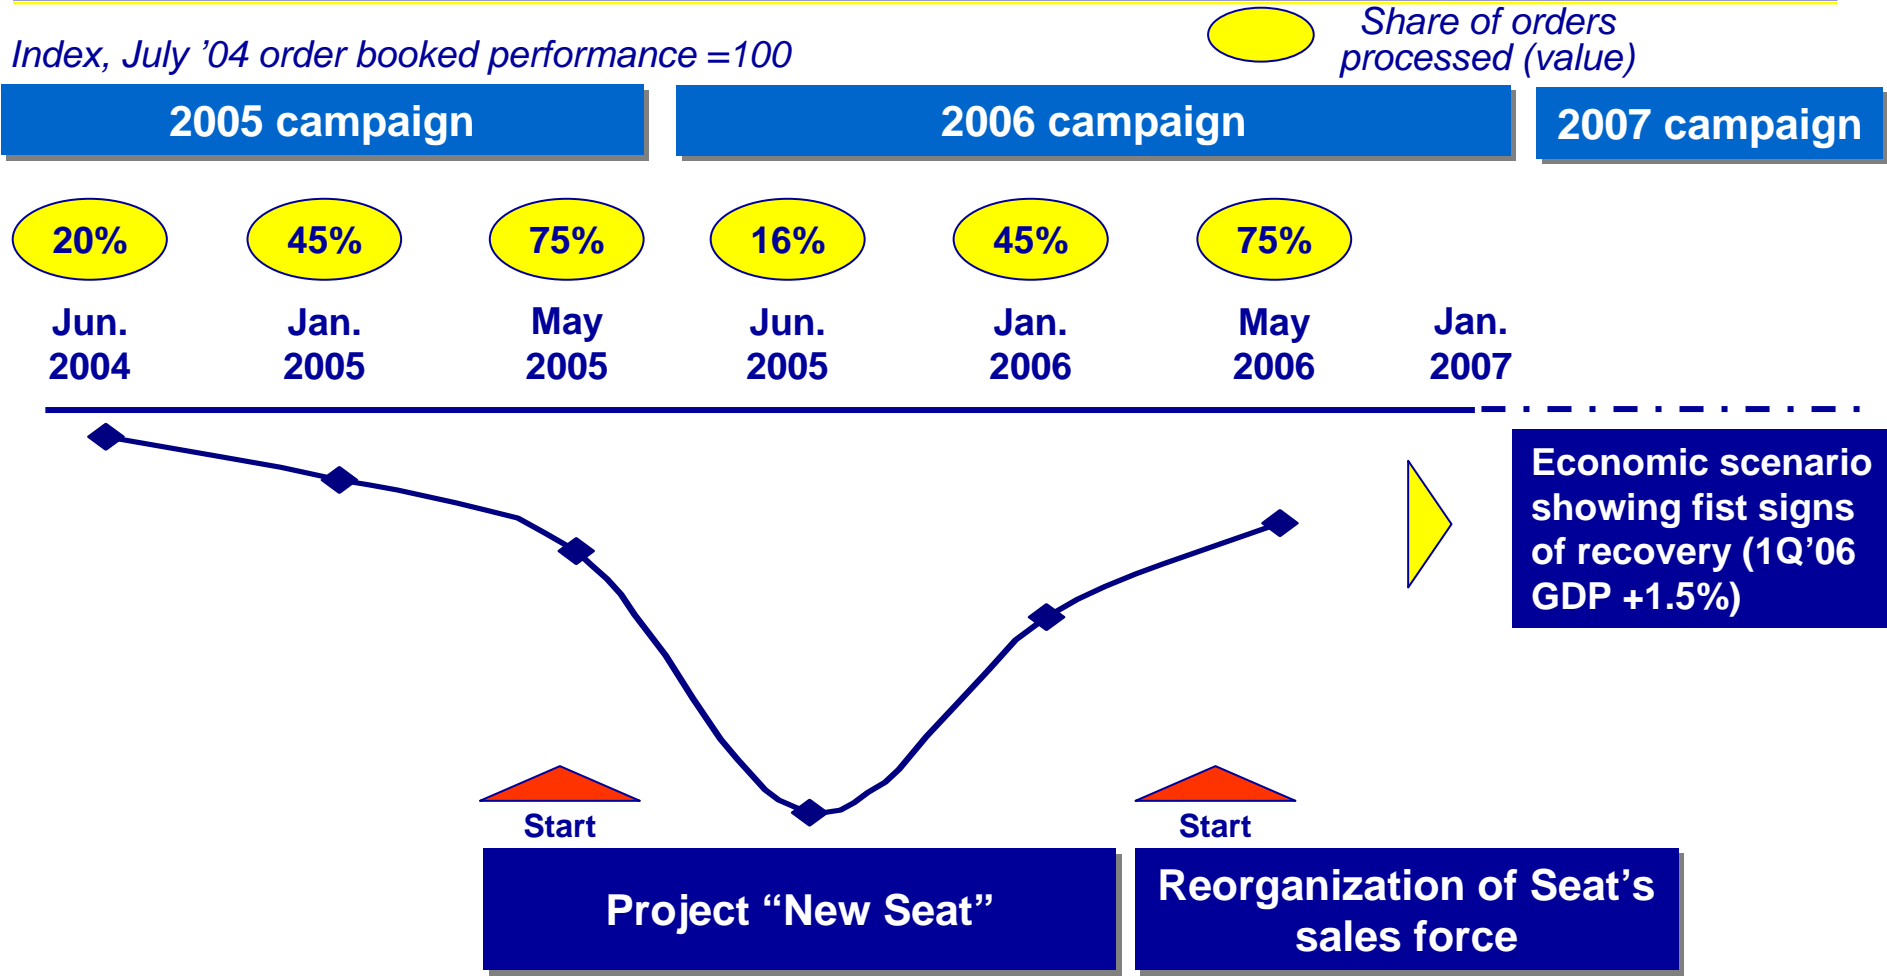 Index, July ’04 order booked performance =100
Share of orders
processed (value)
2005 campaign
2006 campaign
2007 campaign
20%
45%
75%
16%
45%
75%
Jun.
2004
Jan.
2005
May
2005
Jun.
2005
Jan.
2006
May
2006
Jan.
2007
Economic scenario
showing fist signs
of recovery (1Q’06
GDP +1.5%)
Start
Start
Project “New Seat”
Reorganization of Seat’s
sales force